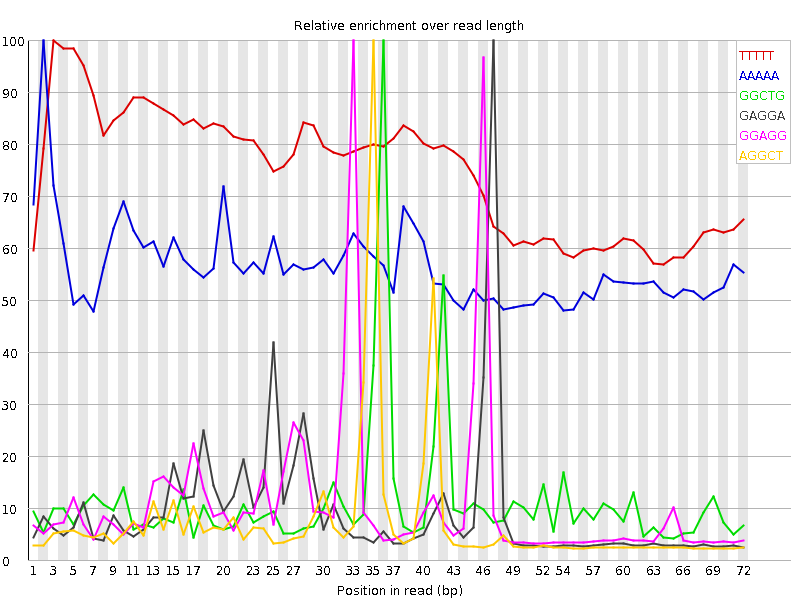 Relative enrichment over read length
100
90
80
70
60
50
40
30
20
10
0
TTTTT
AAAAA
GGCTG
GAGGA
GGAGG
AGGCT
1 3 5 7 9 11 13 15 17 20 23 25 27 30 33 35 37 40 43 46 49 52 54 57 60 63 66 69 72
Position in read (bp)